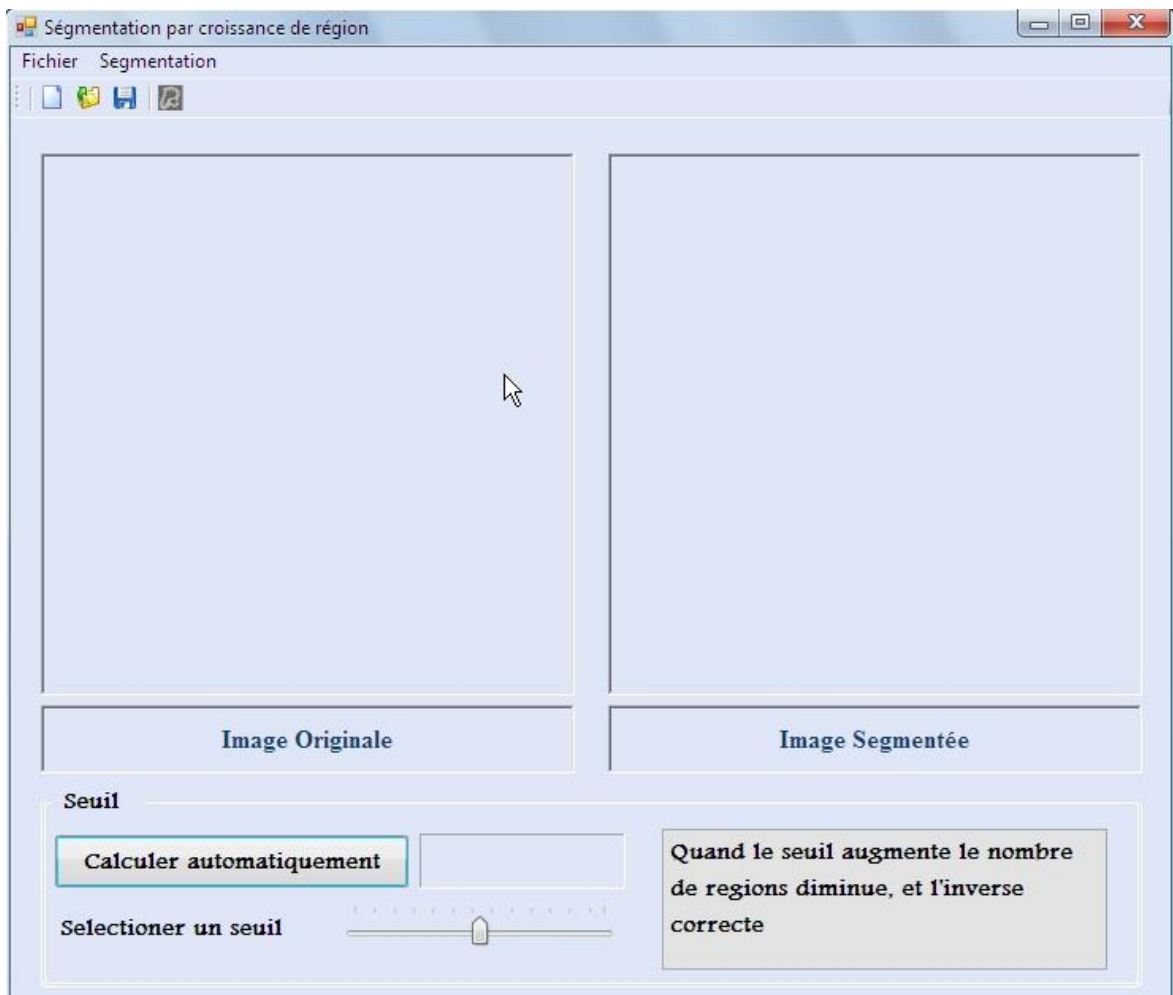 Ségmentation par croissance de région
Fichier Segmentation
Image Originale
Image Segmentée
Seuil
Calculer automatiquement
Selectioner un seuil
Quand le seuil augmente le nombre
de regions diminue, et l'inverse
correcte